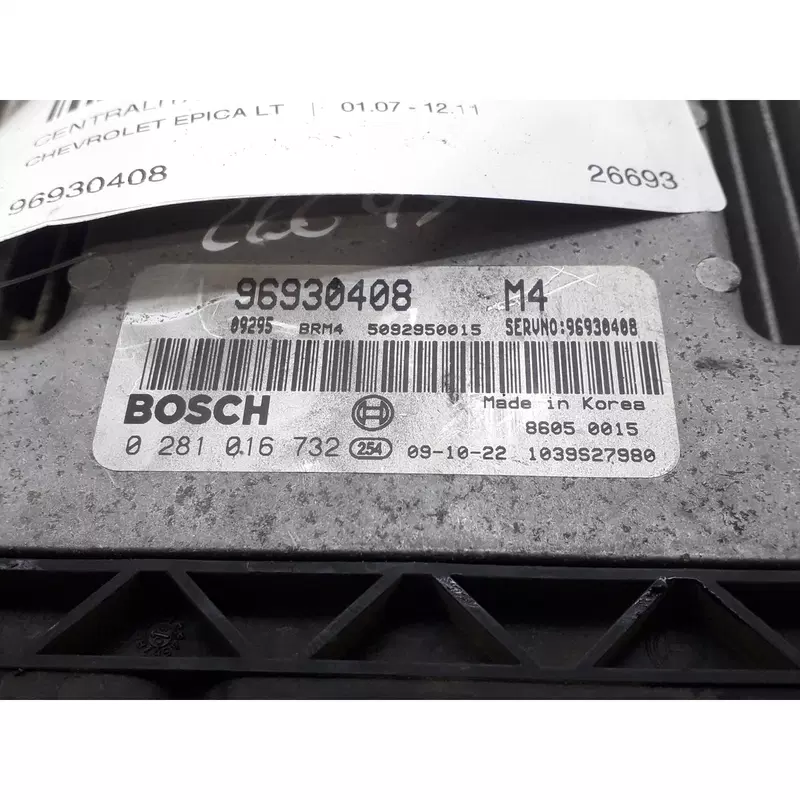 CHEVROLET EPICA LT | 01.07 - 12.11
96930408 26693
96930408 M4
09295 BRM4 5092950015 SERVNO:96930408
Made in Korea
BOSCH
8605 0015
0 281 016 732 254 09-10-22 1039S27980